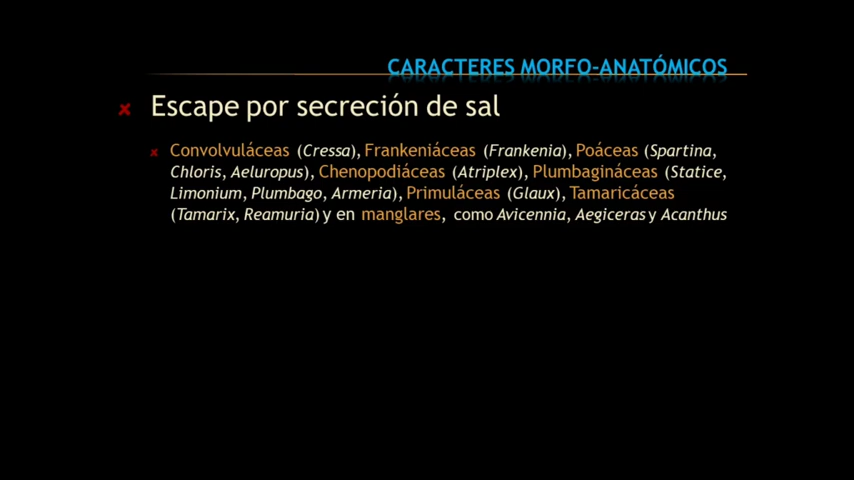 CARACTERES MORFO-ANATÓMICOS
Escape por secreción de sal
Convolvuláceas (Cressa), Frankeniáceas (Frankenia), Poáceas (Spartina,
Chloris, Aeluropus), Chenopodiáceas (Atriplex), Plumbagináceas (Statice,
Limonium, Plumbago, Armeria), Primuláceas (Glaux), Tamaricáceas
(Tamarix, Reamuria) y en manglares, como Avicennia, Aegiceras y Acanthus